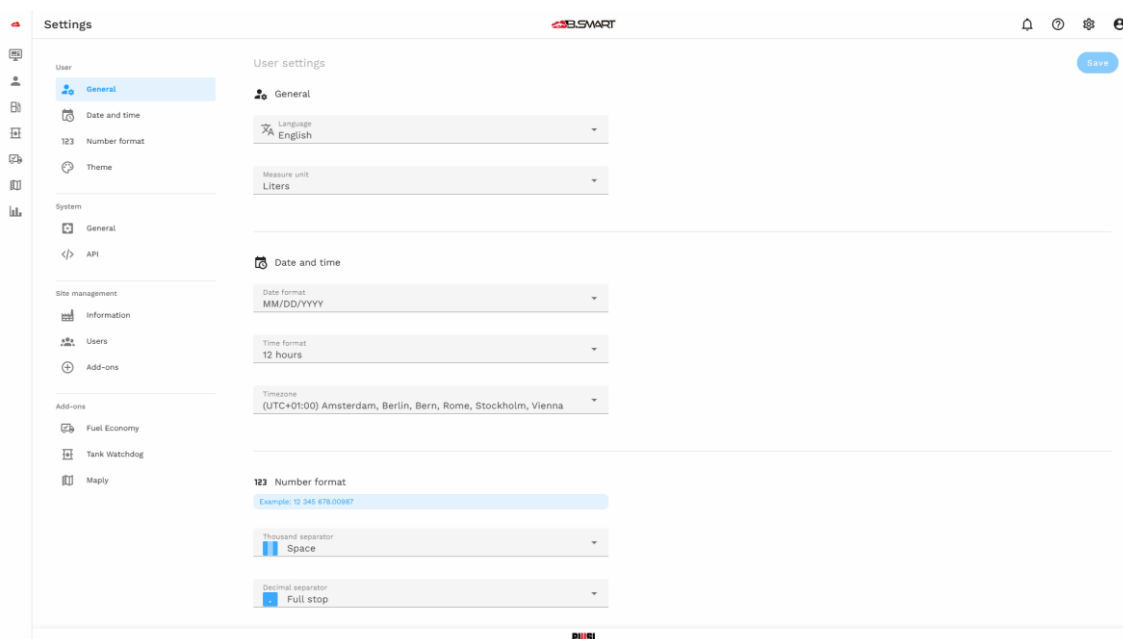 Settings
B.SMART
User
General
Date and time
123 Number format
Theme
System
General
</> API
Site management
Information
Users
Add-ons
Add-ons
Fuel Economy
Tank Watchdog
Maply
User settings
Save
General
Language
English
Measure unit
Liters
Date and time
Date format
MM/DD/YYYY
Time format
12 hours
Timezone
(UTC+01:00) Amsterdam, Berlin, Bern, Rome, Stockholm, Vienna
123 Number format
Example: 12 345 678.00987
Thousand separator
Space
Decimal separator
Full stop
PIUSI